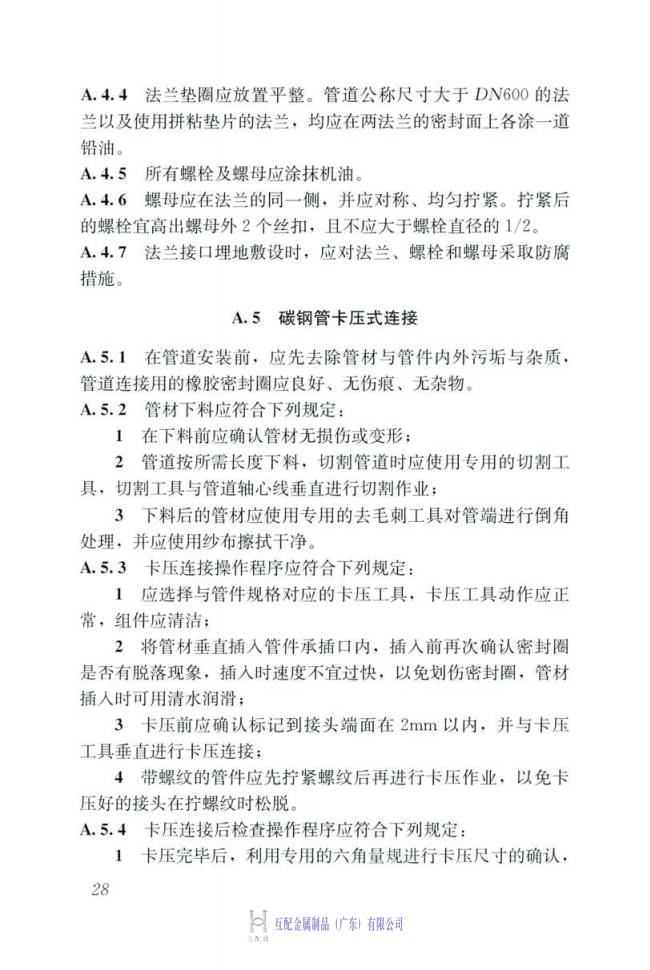 A.4.4 法兰垫圈应放置平整。管道公称尺寸大于 DN600 的法
兰以及使用拼粘垫片的法兰，均应在两法兰的密封面上各涂一道
铅油。
A.4.5 所有螺栓及螺母应涂抹机油。
A.4.6 螺母应在法兰的同一侧，并应对称、均匀拧紧。拧紧后
的螺栓宜高出螺母外 2 个丝扣，且不应大于螺栓直径的 1/2。
A.4.7 法兰接口埋地敷设时，应对法兰、螺栓和螺母采取防腐
措施。
A.5 碳钢管卡压式连接
A.5.1 在管道安装前，应先去除管材与管件内外污垢与杂质，
管道连接用的橡胶密封圈应良好、无伤痕、无杂物。
A.5.2 管材下料应符合下列规定：
1 在下料前应确认管材无损伤或变形；
2 管道按所需长度下料，切割管道时应使用专用的切割工
具，切割工具与管道轴心线垂直进行切割作业；
3 下料后的管材应使用专用的去毛刺工具对管端进行倒角
处理，并应使用纱布擦拭干净。
A.5.3 卡压连接操作程序应符合下列规定：
1 应选择与管件规格对应的卡压工具，卡压工具动作应正
常，组件应清洁；
2 将管材垂直插入管件承插口内，插入前再次确认密封圈
是否有脱落现象，插入时速度不宜过快，以免划伤密封圈，管材
插入时可用清水润滑；
3 卡压前应确认标记到接头端面在 2mm 以内，并与卡压
工具垂直进行卡压连接；
4 带螺纹的管件应先拧紧螺纹后再进行卡压作业，以免卡
压好的接头在拧螺纹时松脱。
A.5.4 卡压连接后检查操作程序应符合下列规定：
1 卡压完毕后，利用专用的六角量规进行卡压尺寸的确认，
28
互配金属制品（广东）有限公司